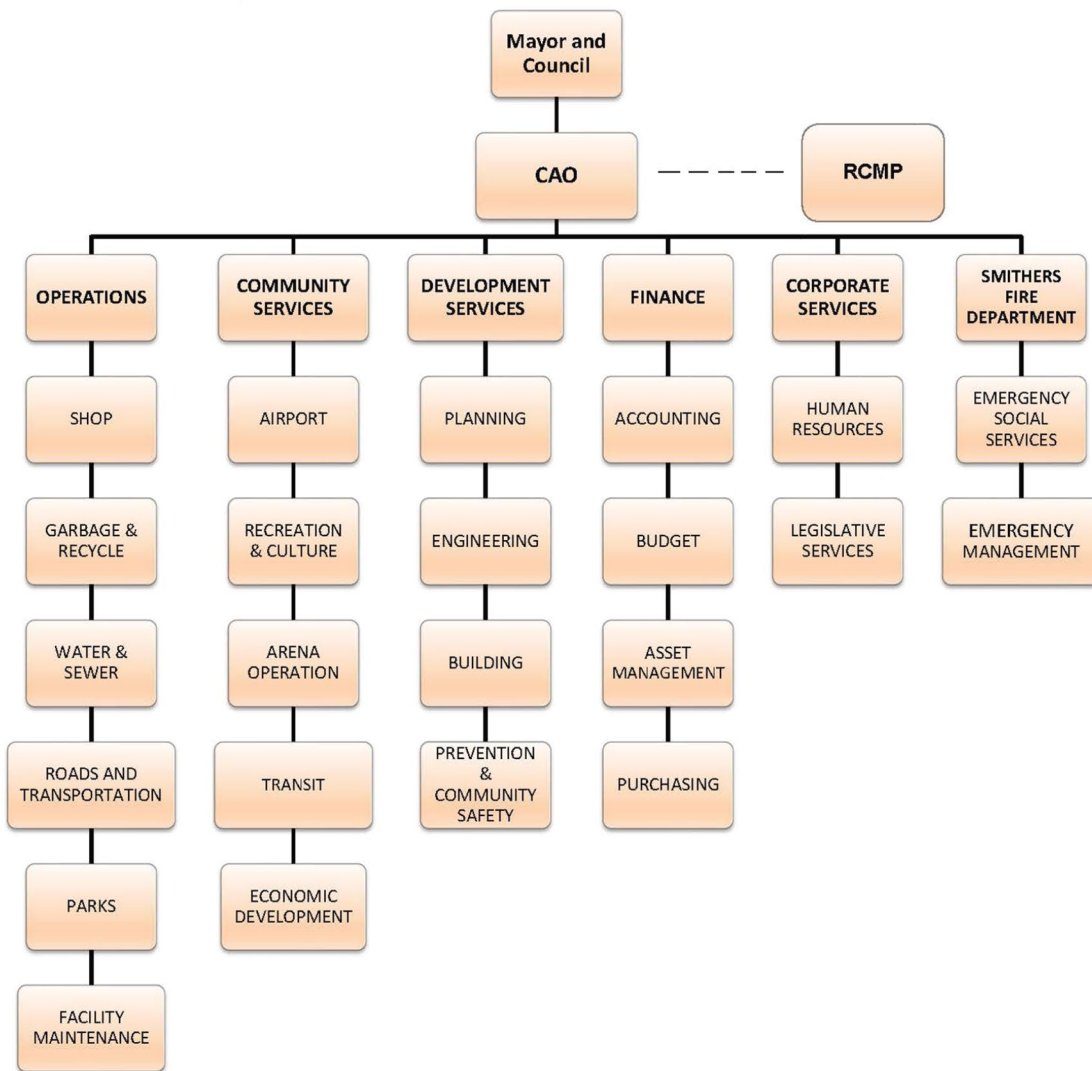 Mayor and
Council
CAO
RCMP
OPERATIONS
SHOP
GARBAGE &
RECYCLE
WATER &
SEWER
ROADS AND
TRANSPORTATION
PARKS
FACILITY
MAINTENANCE
COMMUNITY
SERVICES
AIRPORT
RECREATION
& CULTURE
ARENA
OPERATION
TRANSIT
ECONOMIC
DEVELOPMENT
DEVELOPMENT
SERVICES
PLANNING
ENGINEERING
BUILDING
PREVENTION
&
COMMUNITY
SAFETY
FINANCE
ACCOUNTING
BUDGET
ASSET
MANAGEMENT
PURCHASING
CORPORATE
SERVICES
HUMAN
RESOURCES
LEGISLATIVE
SERVICES
SMITHERS
FIRE
DEPARTMENT
EMERGENCY
SOCIAL
SERVICES
EMERGENCY
MANAGEMENT